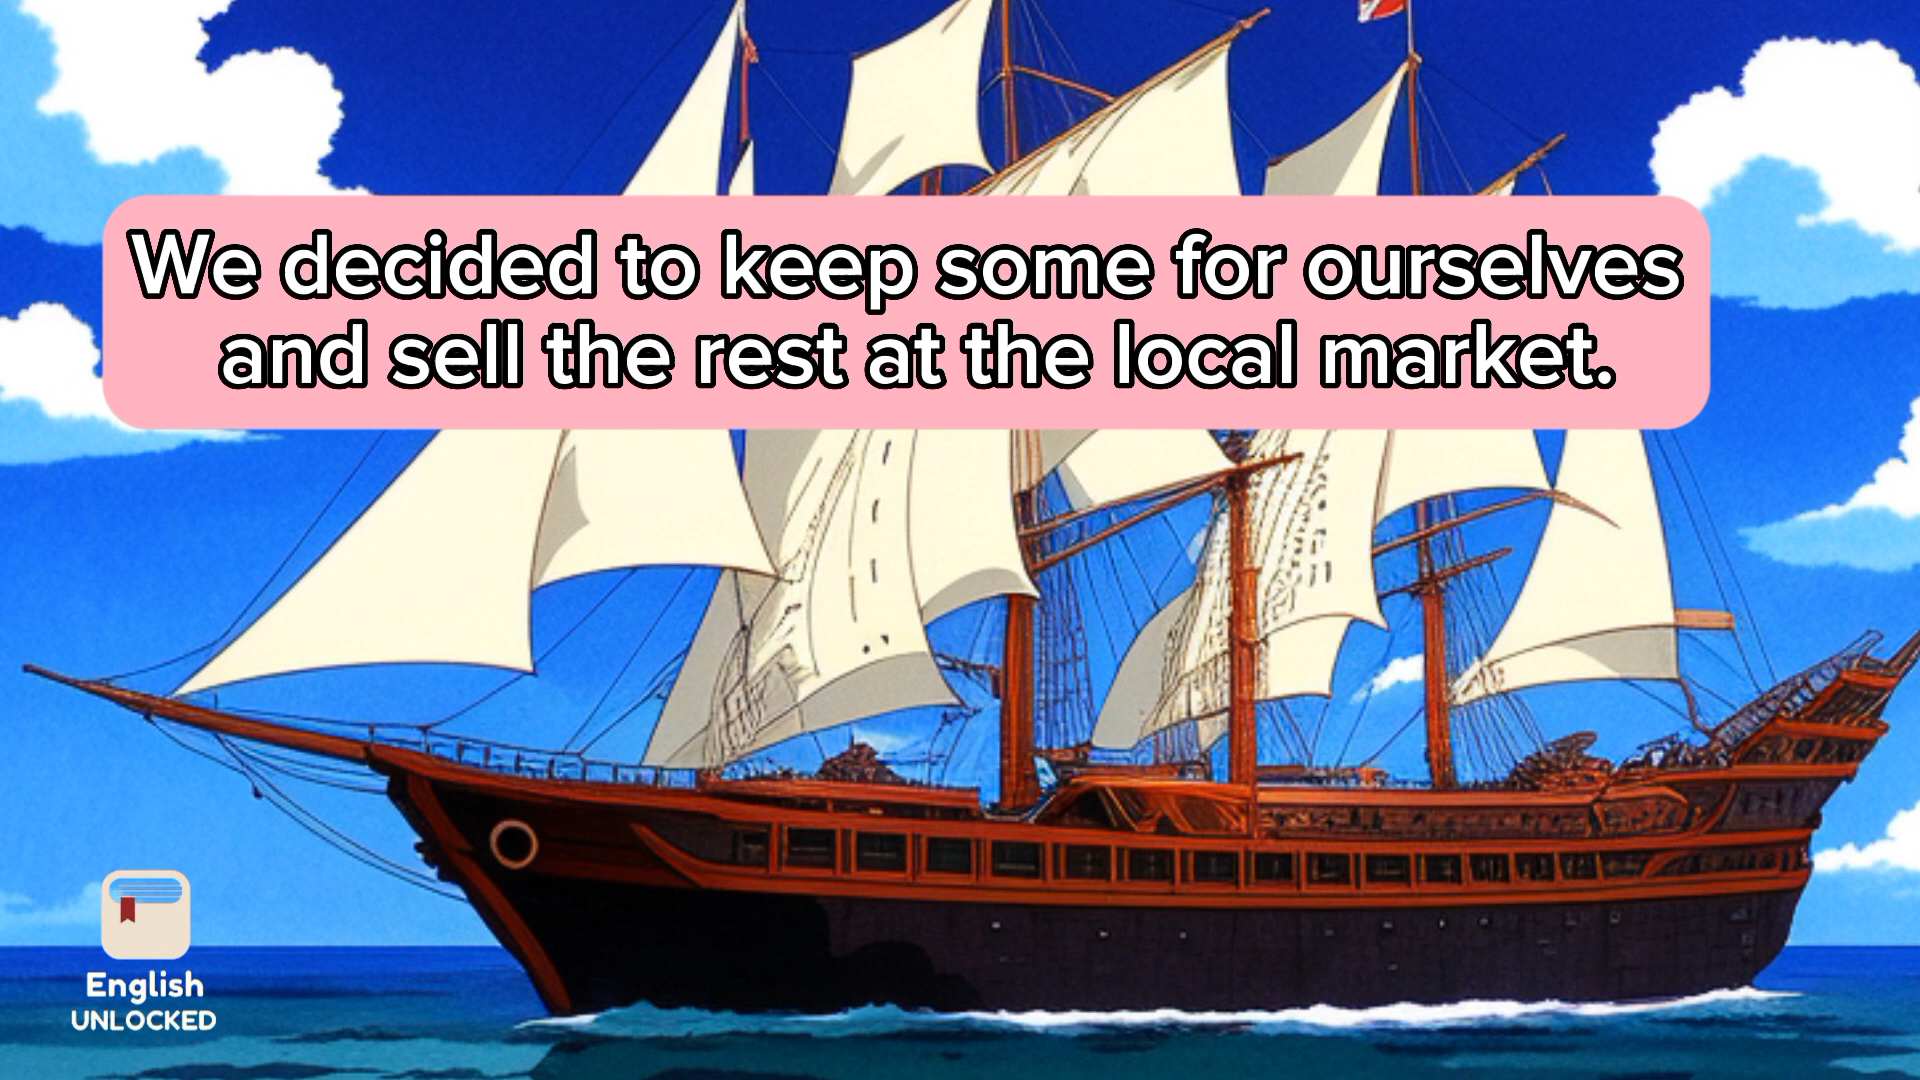 We decided to keep some for ourselves
and sell the rest at the local market.
English
UNLOCKED